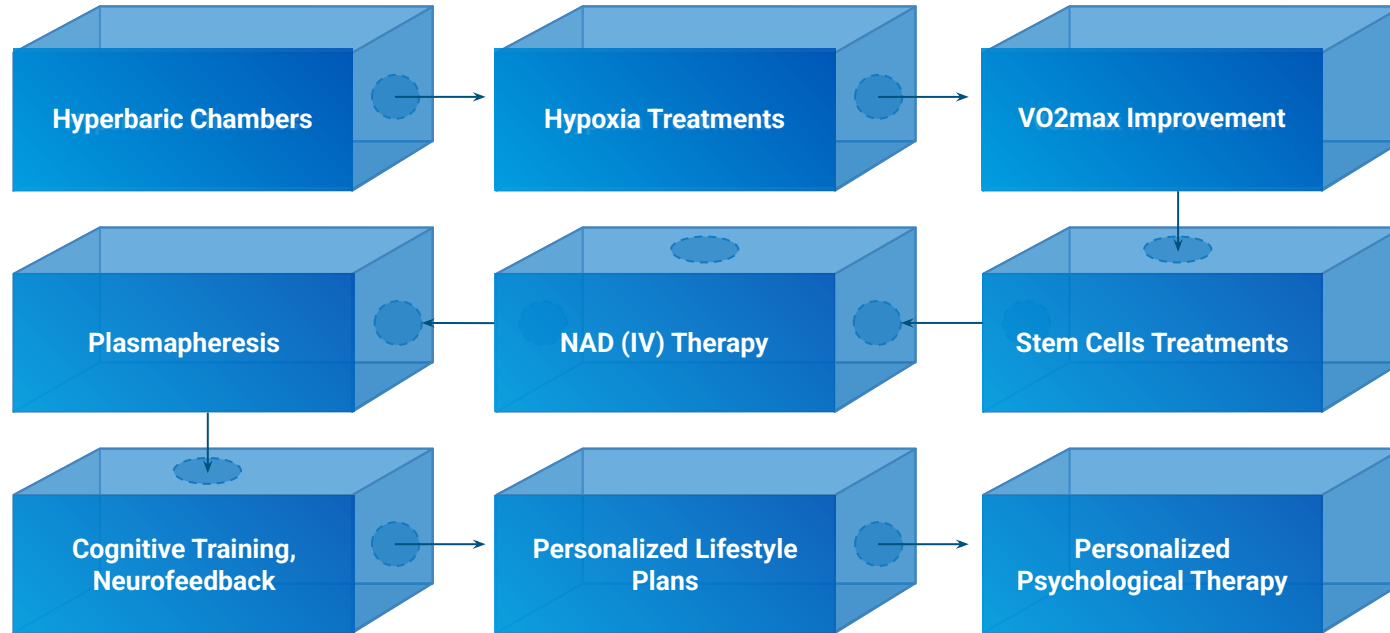 Hyperbaric Chambers
Hypoxia Treatments
VO2max Improvement
Plasmapheresis
NAD (IV) Therapy
Stem Cells Treatments
Cognitive Training,
Neurofeedback
Personalized Lifestyle
Plans
Personalized
Psychological Therapy